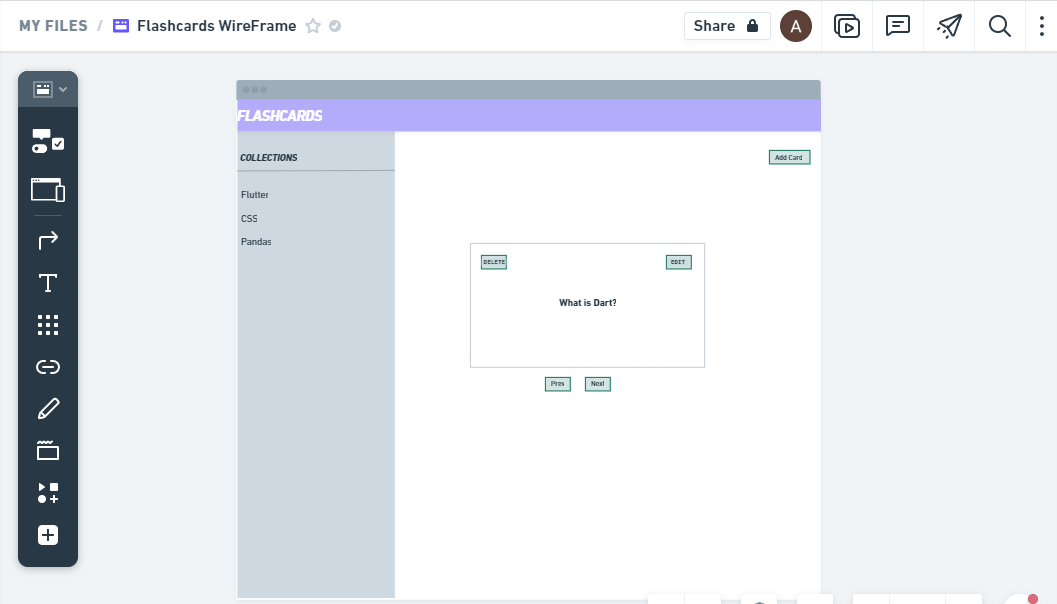 MY FILES / Flashcards WireFrame
Share
A
FLASHCARDS
COLLECTIONS
Add Card
Flutter
CSS
Pandas
DELETE
EDIT
What is Dart?
Prev
Next